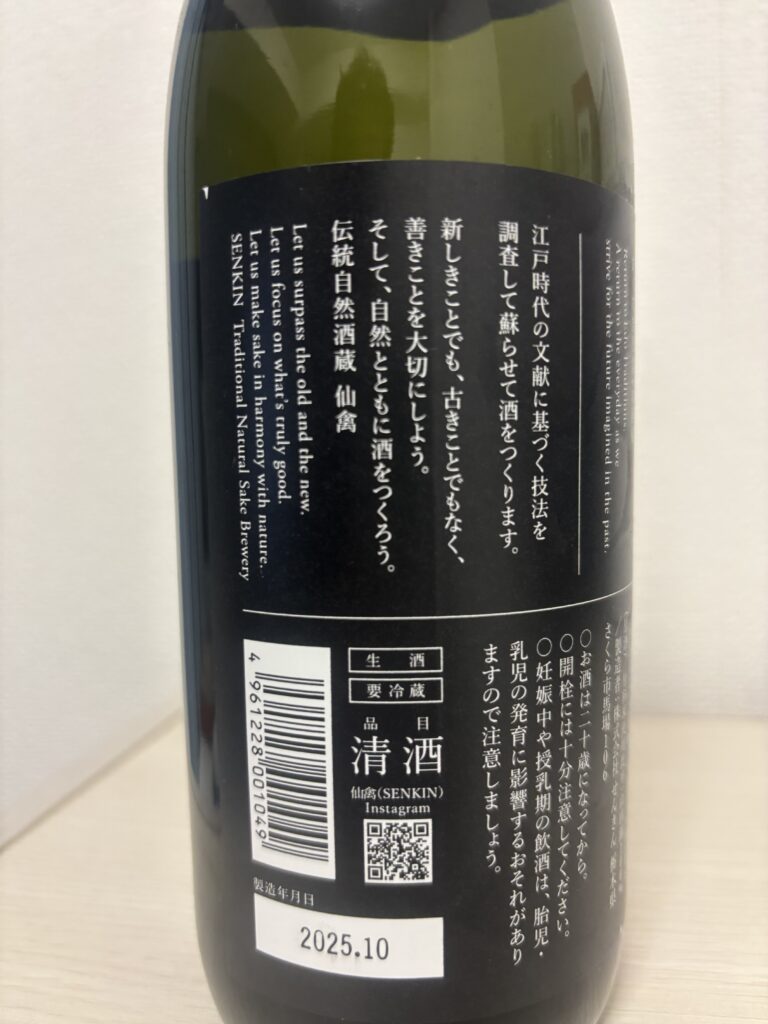 A return to the everyday as we
strive for the future imagined in the past.
江戸時代の文献に基づく技法を
調査して蘇らせて酒をつくります。
新しきことでも、古きことでもなく、
善きことを大切にしよう。
そして、自然とともに酒をつくろう。
伝統自然酒蔵 仙禽
Let us surpass the old and the new.
Let us focus on what's truly good.
Let us make sake in harmony with nature.
SENKIN Traditional Natural Sake Brewery
さくら市馬場106
○お酒は二十歳になってから。
○開栓には十分注意してください。
○妊娠中や授乳期の飲酒は、胎児・
乳児の発育に影響するおそれがあり
ますので注意しましょう。
生酒
要冷蔵
品目
清酒
仙禽(SENKIN)
Instagram
4 961228 001049
製造年月日
2025.10